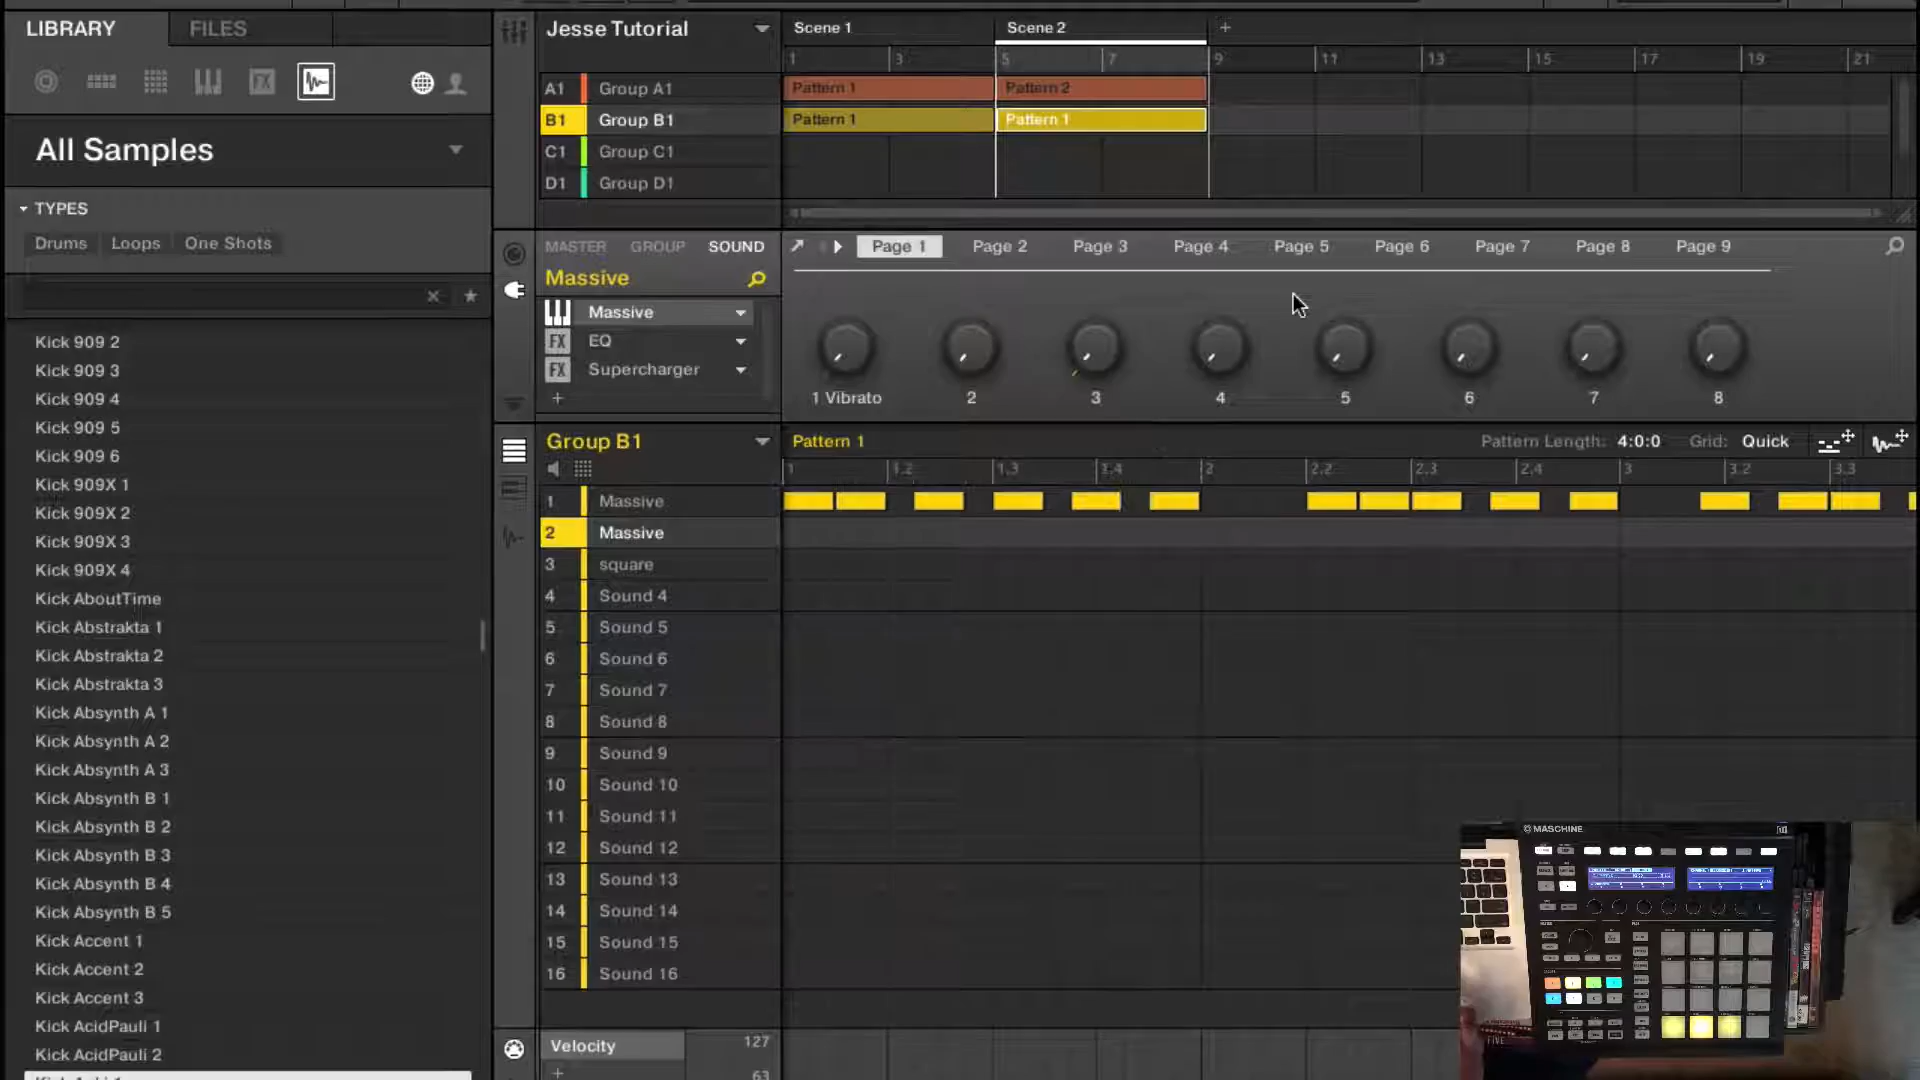 LIBRARY
FILES
All Samples
TYPES
Drums
Loops
One Shots
Kick 909 2
Kick 909 3
Kick 909 4
Kick 909 5
Kick 909 6
Kick 909X 1
Kick 909X 2
Kick 909X 3
Kick 909X 4
Kick AboutTime
Kick Abstrakta 1
Kick Abstrakta 2
Kick Abstrakta 3
Kick Absynth A 1
Kick Absynth A 2
Kick Absynth A 3
Kick Absynth B 1
Kick Absynth B 2
Kick Absynth B 3
Kick Absynth B 4
Kick Absynth B 5
Kick Accent 1
Kick Accent 2
Kick Accent 3
Kick AcidPauli 1
Kick AcidPauli 2
Jesse Tutorial
Scene 1
Scene 2
+
1 3 5 7 9 11 13 15 17 19 21
A1 Group A1 Pattern 1 Pattern 2
B1 Group B1 Pattern 1 Pattern 1
C1 Group C1
D1 Group D1
MASTER GROUP SOUND
Page 1 Page 2 Page 3 Page 4 Page 5 Page 6 Page 7 Page 8 Page 9
Massive
Massive
FX EQ
FX Supercharger
+
1 Vibrato 2 3 4 5 6 7 8
Group B1
Pattern 1
Pattern Length: 4:0:0 Grid: Quick
1 1.2 1.3 1.4 2 2.2 2.3 2.4 3 3.2 3.3
1 Massive
2 Massive
3 square
4 Sound 4
5 Sound 5
6 Sound 6
7 Sound 7
8 Sound 8
9 Sound 9
10 Sound 10
11 Sound 11
12 Sound 12
13 Sound 13
14 Sound 14
15 Sound 15
16 Sound 16
Velocity
127
63
+
MASCHINE
FIVE